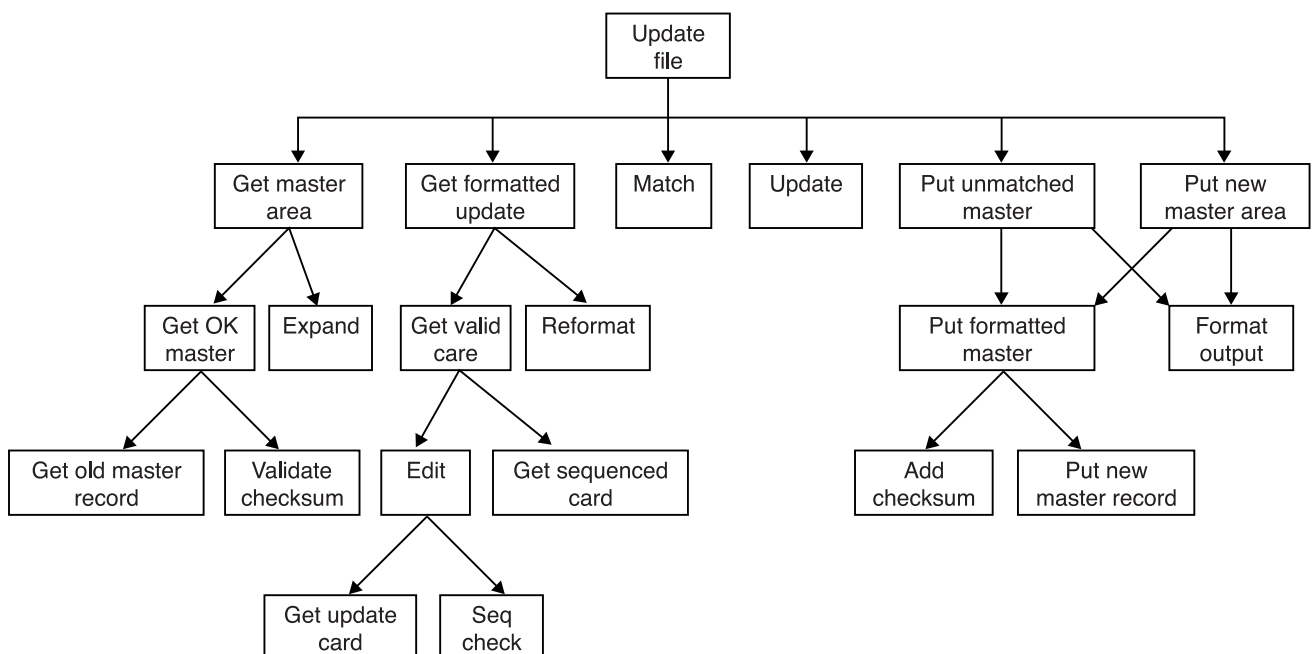 Update
file
Get master
area
Get formatted
update
Match
Update
Put unmatched
master
Put new
master area
Get OK
master
Expand
Get valid
care
Reformat
Put formatted
master
Format
output
Get old master
record
Validate
checksum
Edit
Get sequenced
card
Add
checksum
Put new
master record
Get update
card
Seq
check